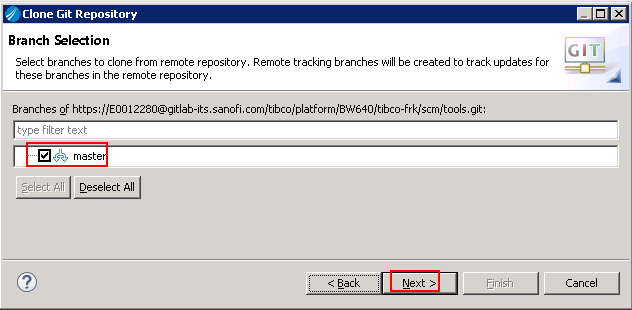 Clone Git Repository
Branch Selection
Select branches to clone from remote repository. Remote tracking branches will be created to track updates for
these branches in the remote repository.
GIT
Branches of https://E0012280@gitlab-its.sanofi.com/tibco/platform/BW640/tibco-frk/scm/tools.git:
type filter text
master
Select All
Deselect All
?
< Back
Next >
Finish
Cancel